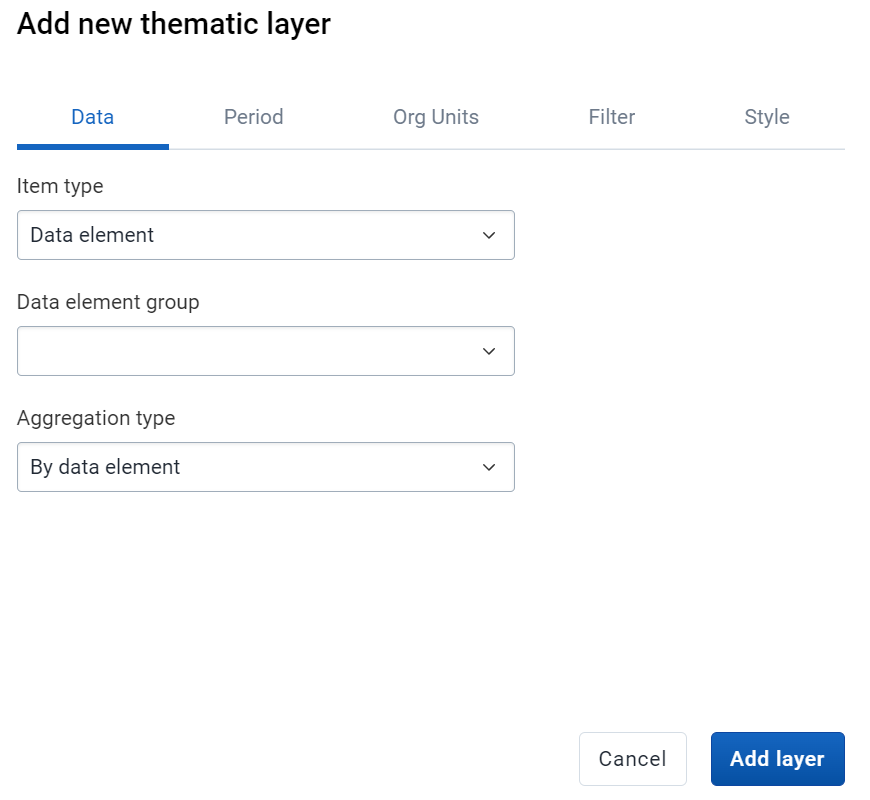 Add new thematic layer
Data Period Org Units Filter Style
Item type
Data element
Data element group
Aggregation type
By data element
Cancel Add layer